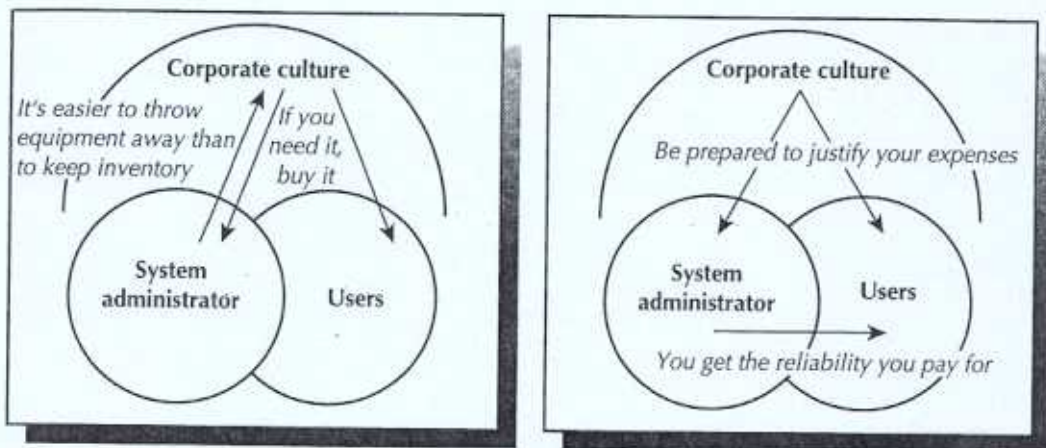 Corporate culture
It's easier to throw
equipment away than
to keep inventory
If you
need it,
buy it
System
administrator
Users
Corporate culture
Be prepared to justify your expenses
System
administrator
Users
You get the reliability you pay for